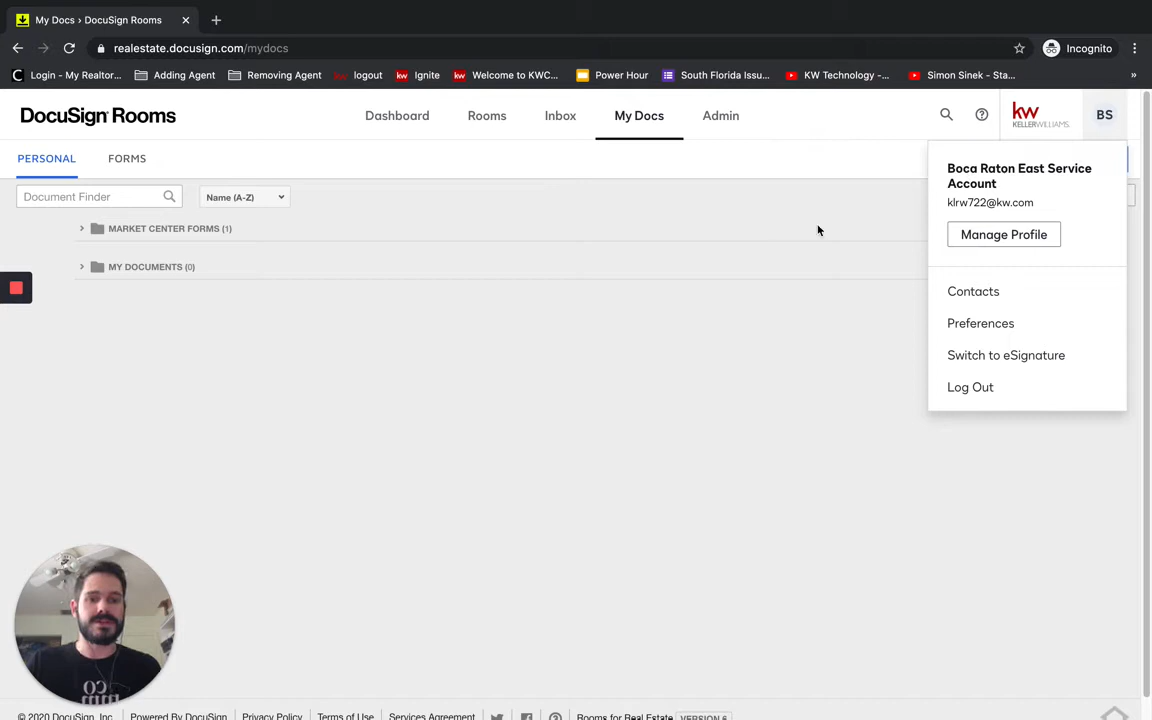 My Docs › DocuSign Rooms
realestate.docusign.com/mydocs
Incognito
Login - My Realtor...
Adding Agent
Removing Agent
logout
Ignite
Welcome to KWC...
Power Hour
South Florida Issu...
KW Technology -...
Simon Sinek - Sta...
»
DocuSign Rooms
Dashboard
Rooms
Inbox
My Docs
Admin
kw
KELLERWILLIAMS.
BS
PERSONAL
FORMS
Document Finder
Name (A-Z)
MARKET CENTER FORMS (1)
MY DOCUMENTS (0)
Boca Raton East Service
Account
klrw722@kw.com
Manage Profile
Contacts
Preferences
Switch to eSignature
Log Out
© 2020 DocuSign, Inc.
Powered By DocuSign
Privacy Policy
Terms of Use
Services Agreement
Rooms for Real Estate
VERSION 6